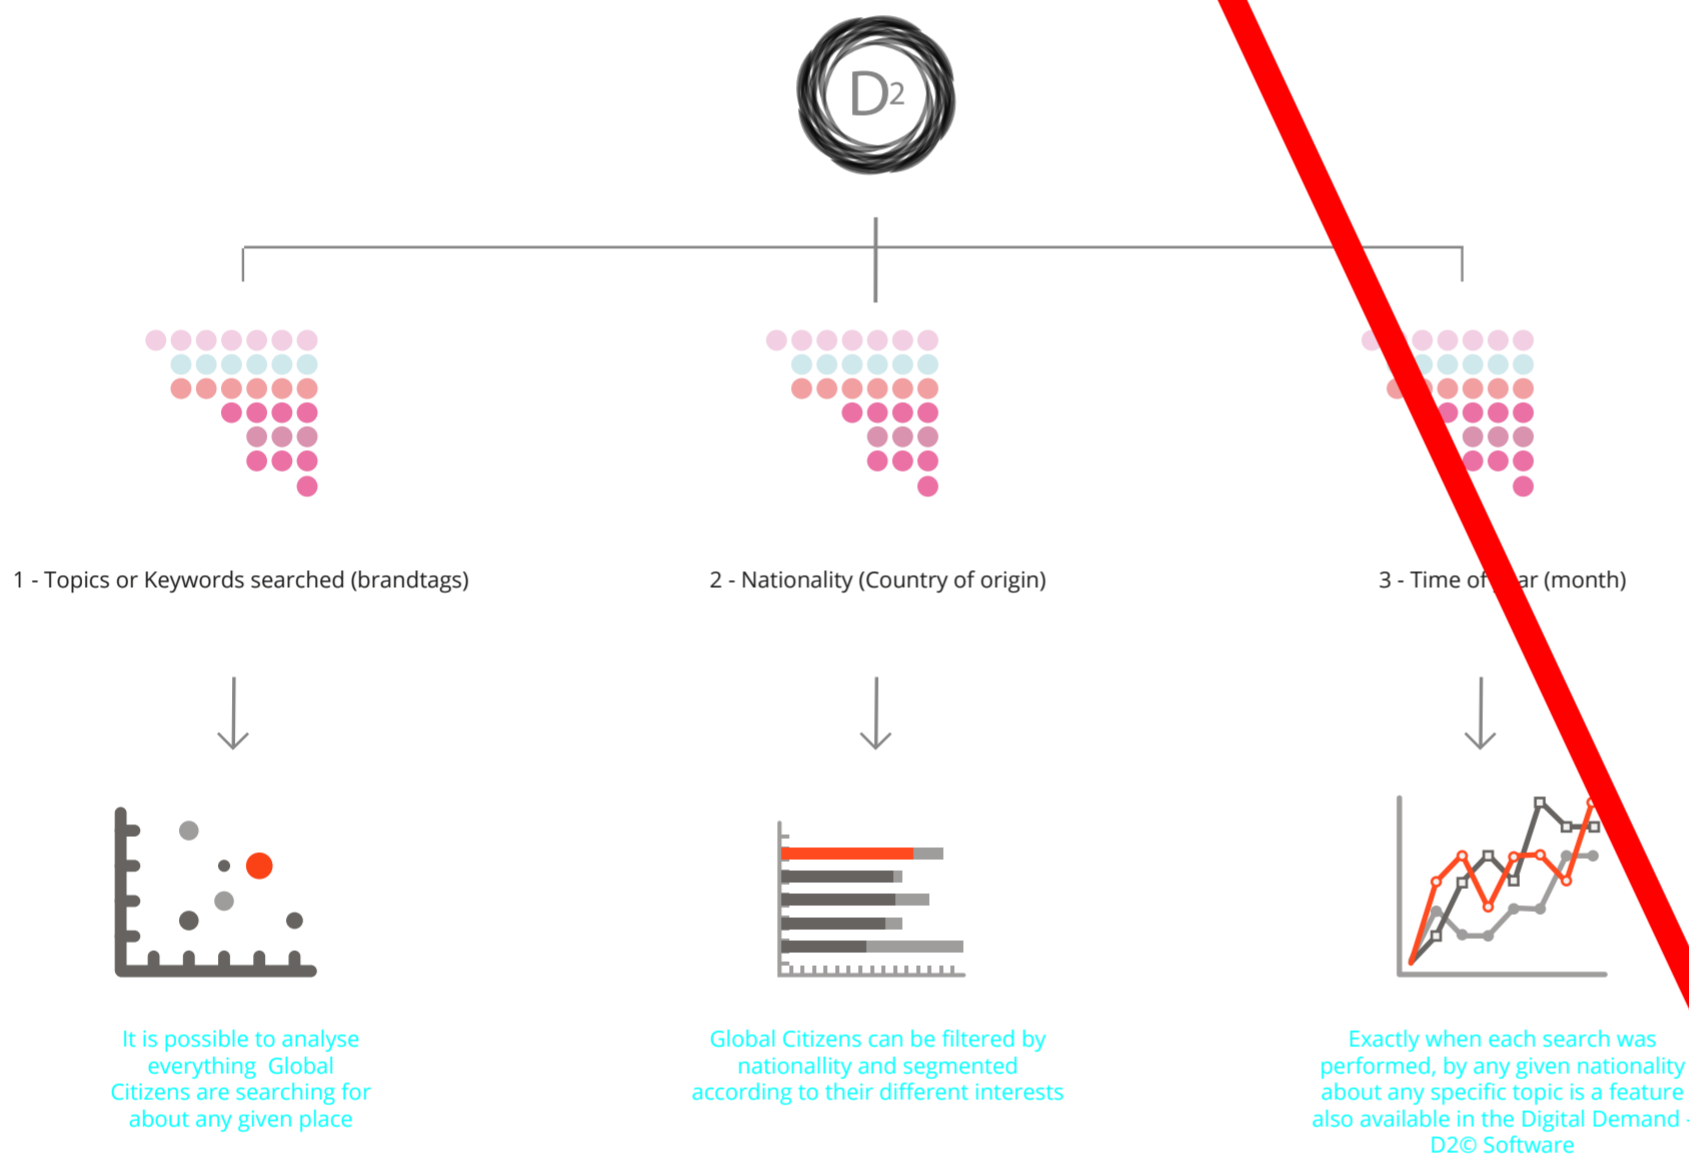 D2
1 - Topics or Keywords searched (brandtags)
2 - Nationality (Country of origin)
3 - Time of (month)
It is possible to analyse
everything Global
Citizens are searching for
about any given place
Global Citizens can be filtered by
nationallity and segmented
according to their different interests
Exactly when each search was
performed, by any given nationality
about any specific topic is a feature
also available in the Digital Demand -
D2© Software